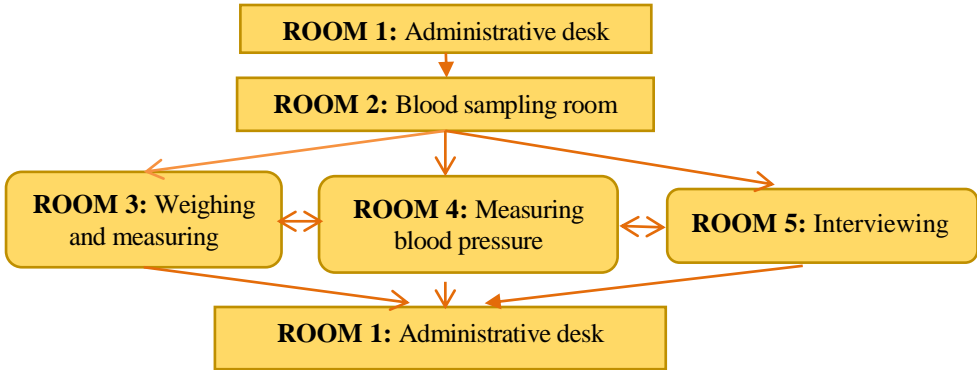 ROOM 1: Administrative desk
ROOM 2: Blood sampling room
ROOM 3: Weighing
and measuring
ROOM 4: Measuring
blood pressure
ROOM 5: Interviewing
ROOM 1: Administrative desk